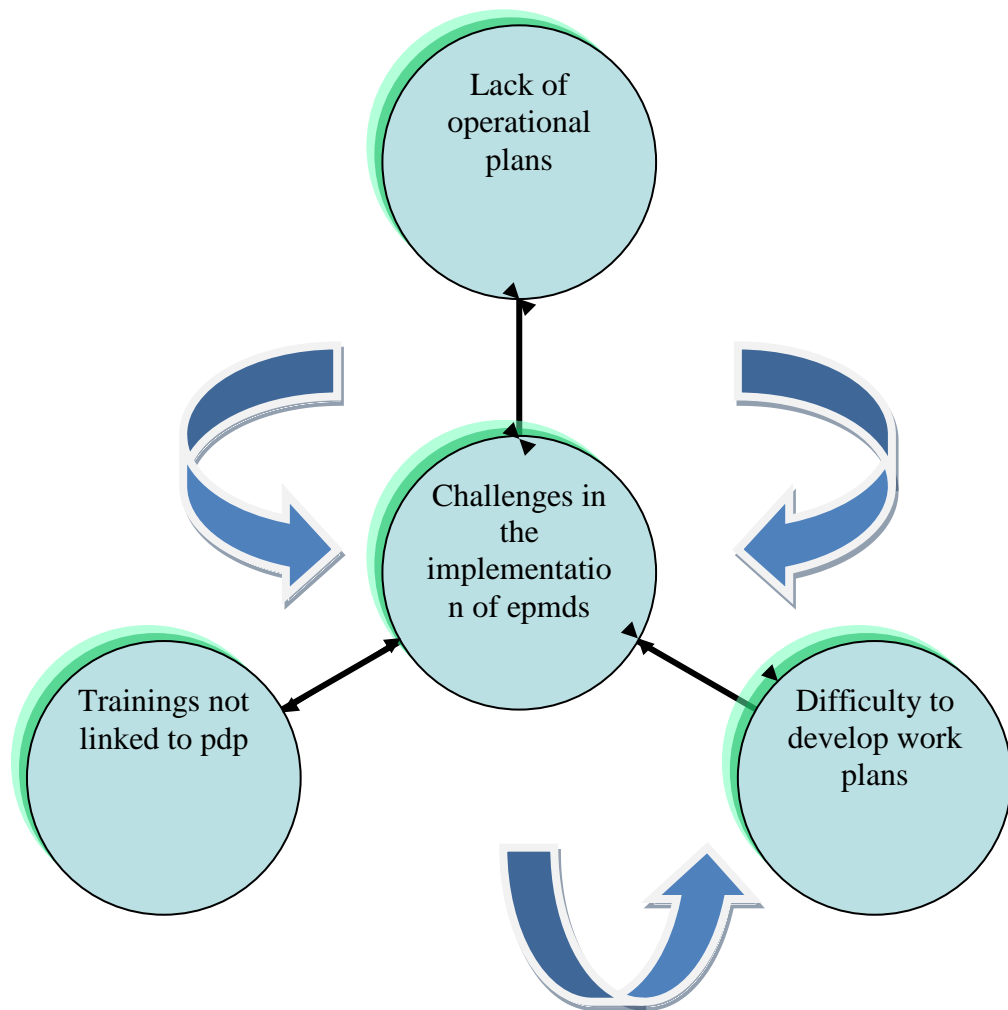 Lack of
operational
plans
Challenges in
the
implementatio
n of epmds
Trainings not
linked to pdp
Difficulty to
develop work
plans